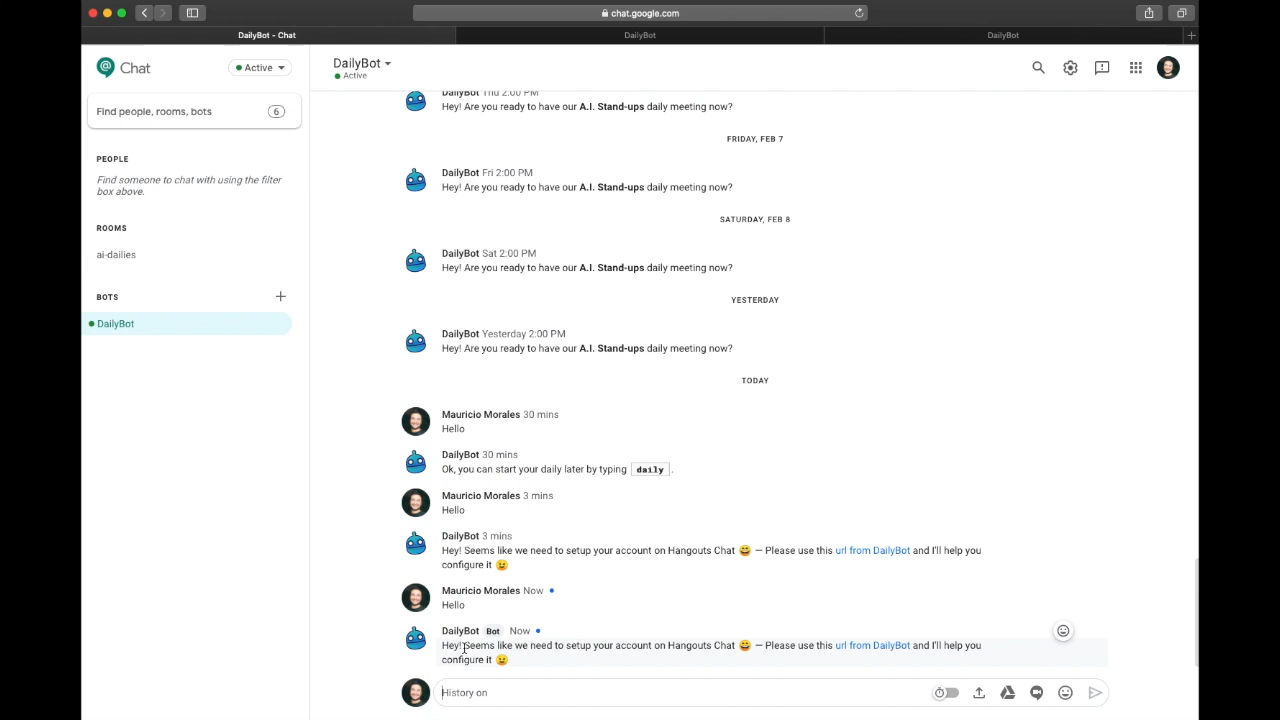 chat.google.com
DailyBot - Chat
DailyBot
DailyBot
Chat
Active
DailyBot
Active
Find people, rooms, bots
6
PEOPLE
Find someone to chat with using the filter
box above.
ROOMS
ai-dailies
BOTS
DailyBot
DailyBot Thu 2:00 PM
Hey! Are you ready to have our A.I. Stand-ups daily meeting now?
FRIDAY, FEB 7
DailyBot Fri 2:00 PM
Hey! Are you ready to have our A.I. Stand-ups daily meeting now?
SATURDAY, FEB 8
DailyBot Sat 2:00 PM
Hey! Are you ready to have our A.I. Stand-ups daily meeting now?
YESTERDAY
DailyBot Yesterday 2:00 PM
Hey! Are you ready to have our A.I. Stand-ups daily meeting now?
TODAY
Mauricio Morales 30 mins
Hello
DailyBot 30 mins
Ok, you can start your daily later by typing daily .
Mauricio Morales 3 mins
Hello
DailyBot 3 mins
Hey! Seems like we need to setup your account on Hangouts Chat 😄 — Please use this url from DailyBot and I'll help you
configure it 😉
Mauricio Morales Now
Hello
DailyBot Bot Now
Hey! Seems like we need to setup your account on Hangouts Chat 😄 — Please use this url from DailyBot and I'll help you
configure it 😉
History on